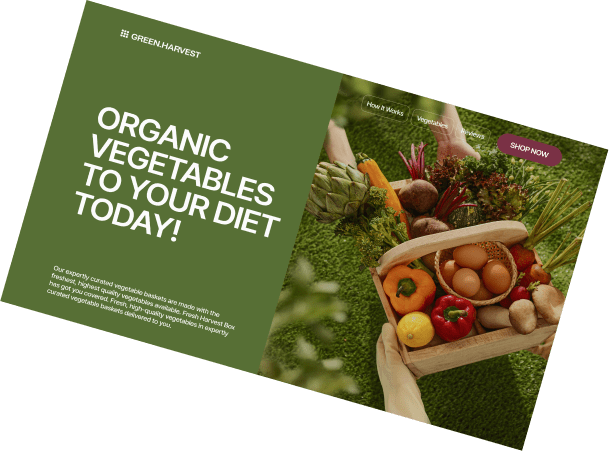 GREEN.HARVEST
How It Works
Vegetables
Reviews
SHOP NOW
ORGANIC
VEGETABLES
TO YOUR DIET
TODAY!
Our expertly curated vegetable baskets are made with the
freshest, highest quality vegetables available. Fresh Harvest Box
has got you covered. Fresh, high-quality vegetables in expertly
curated vegetable baskets delivered to you.